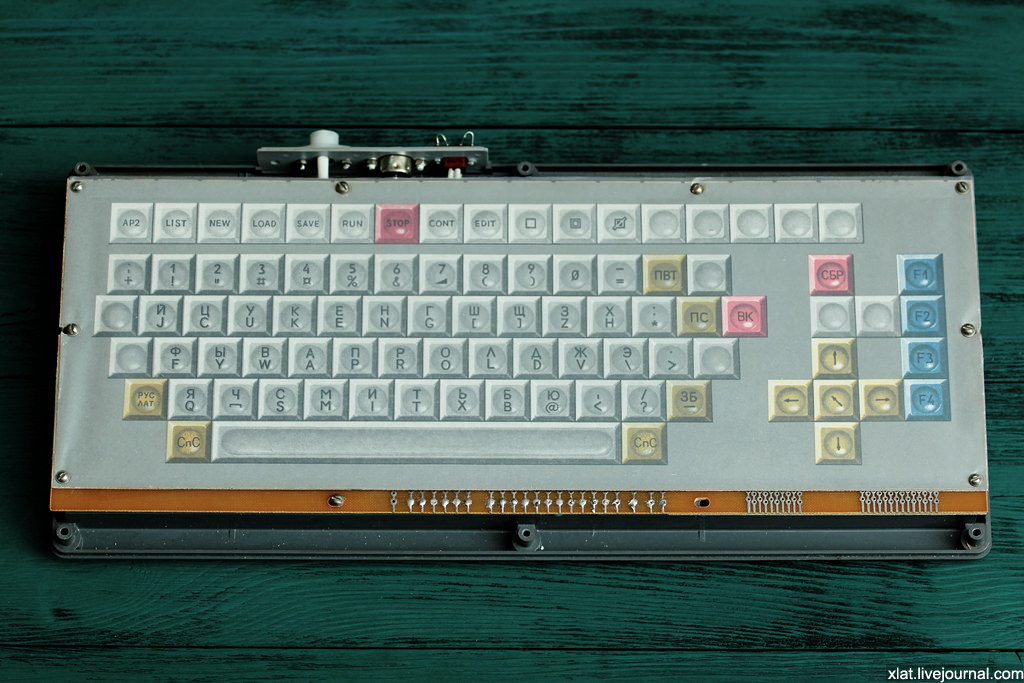 АР2 LIST NEW LOAD SAVE RUN STOP CONT EDIT
; + 1 ! 2 " 3 # 4 ¤ 5 % 6 & 7 8 ( 9 ) Ø - = ПВТ СБР F1
Й J Ц C У U К K Е E Н N Г G Ш [ Щ ] З Z Х H : * ПС ВК F2
Ф F Ы Y В W А A П P Р R О O Л L Д D Ж V Э \ . > ↑ F3
РУС ЛАТ Я Q Ч ¬ С S М M И I Т T Ь X Б B Ю @ , < / ? ЗБ — ← ↖ → F4
СпС СпС ↓
xlat.livejournal.com